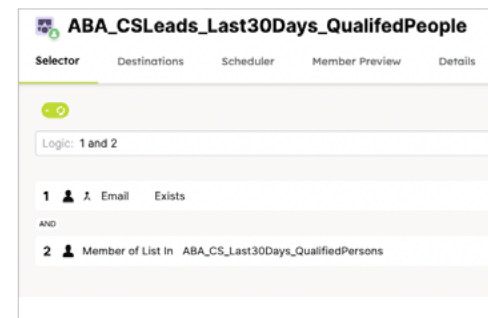 ABA_CSLeads_Last30Days_QualifedPeople
Selector Destinations Scheduler Member Preview Details
Logic: 1 and 2
1 Email Exists
AND
2 Member of List In ABA_CS_Last30Days_QualifiedPersons